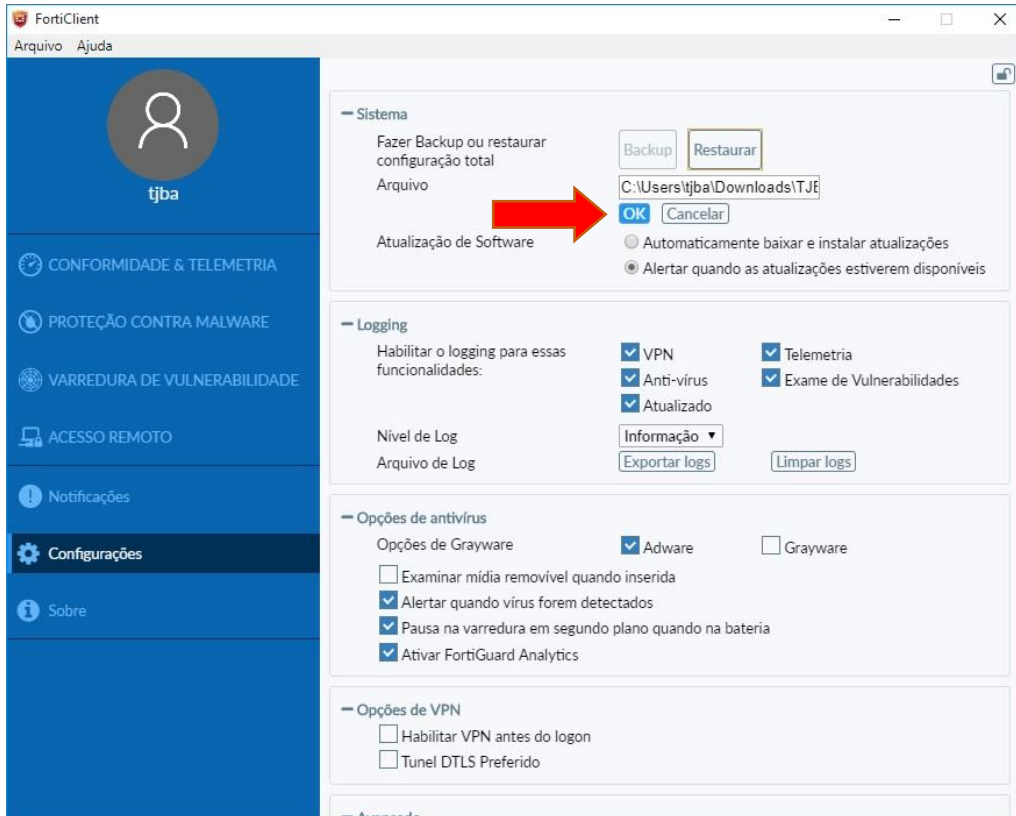 FortiClient
Arquivo Ajuda
tjba
CONFORMIDADE & TELEMETRIA
PROTEÇÃO CONTRA MALWARE
VARREDURA DE VULNERABILIDADE
ACESSO REMOTO
Notificações
Configurações
Sobre
Sistema
Fazer Backup ou restaurar
configuração total
Backup Restaurar
Arquivo
C:\Users\tjba\Downloads\TJB
OK Cancelar
Atualização de Software
Automaticamente baixar e instalar atualizações
Alertar quando as atualizações estiverem disponíveis
Logging
Habilitar o logging para essas
funcionalidades:
VPN Telemetria
Anti-vírus Exame de Vulnerabilidades
Atualizado
Nível de Log Informação
Arquivo de Log Exportar logs Limpar logs
Opções de antivírus
Opções de Grayware Adware Grayware
Examinar mídia removível quando inserida
Alertar quando vírus forem detectados
Pausa na varredura em segundo plano quando na bateria
Ativar FortiGuard Analytics
Opções de VPN
Habilitar VPN antes do logon
Tunel DTLS Preferido